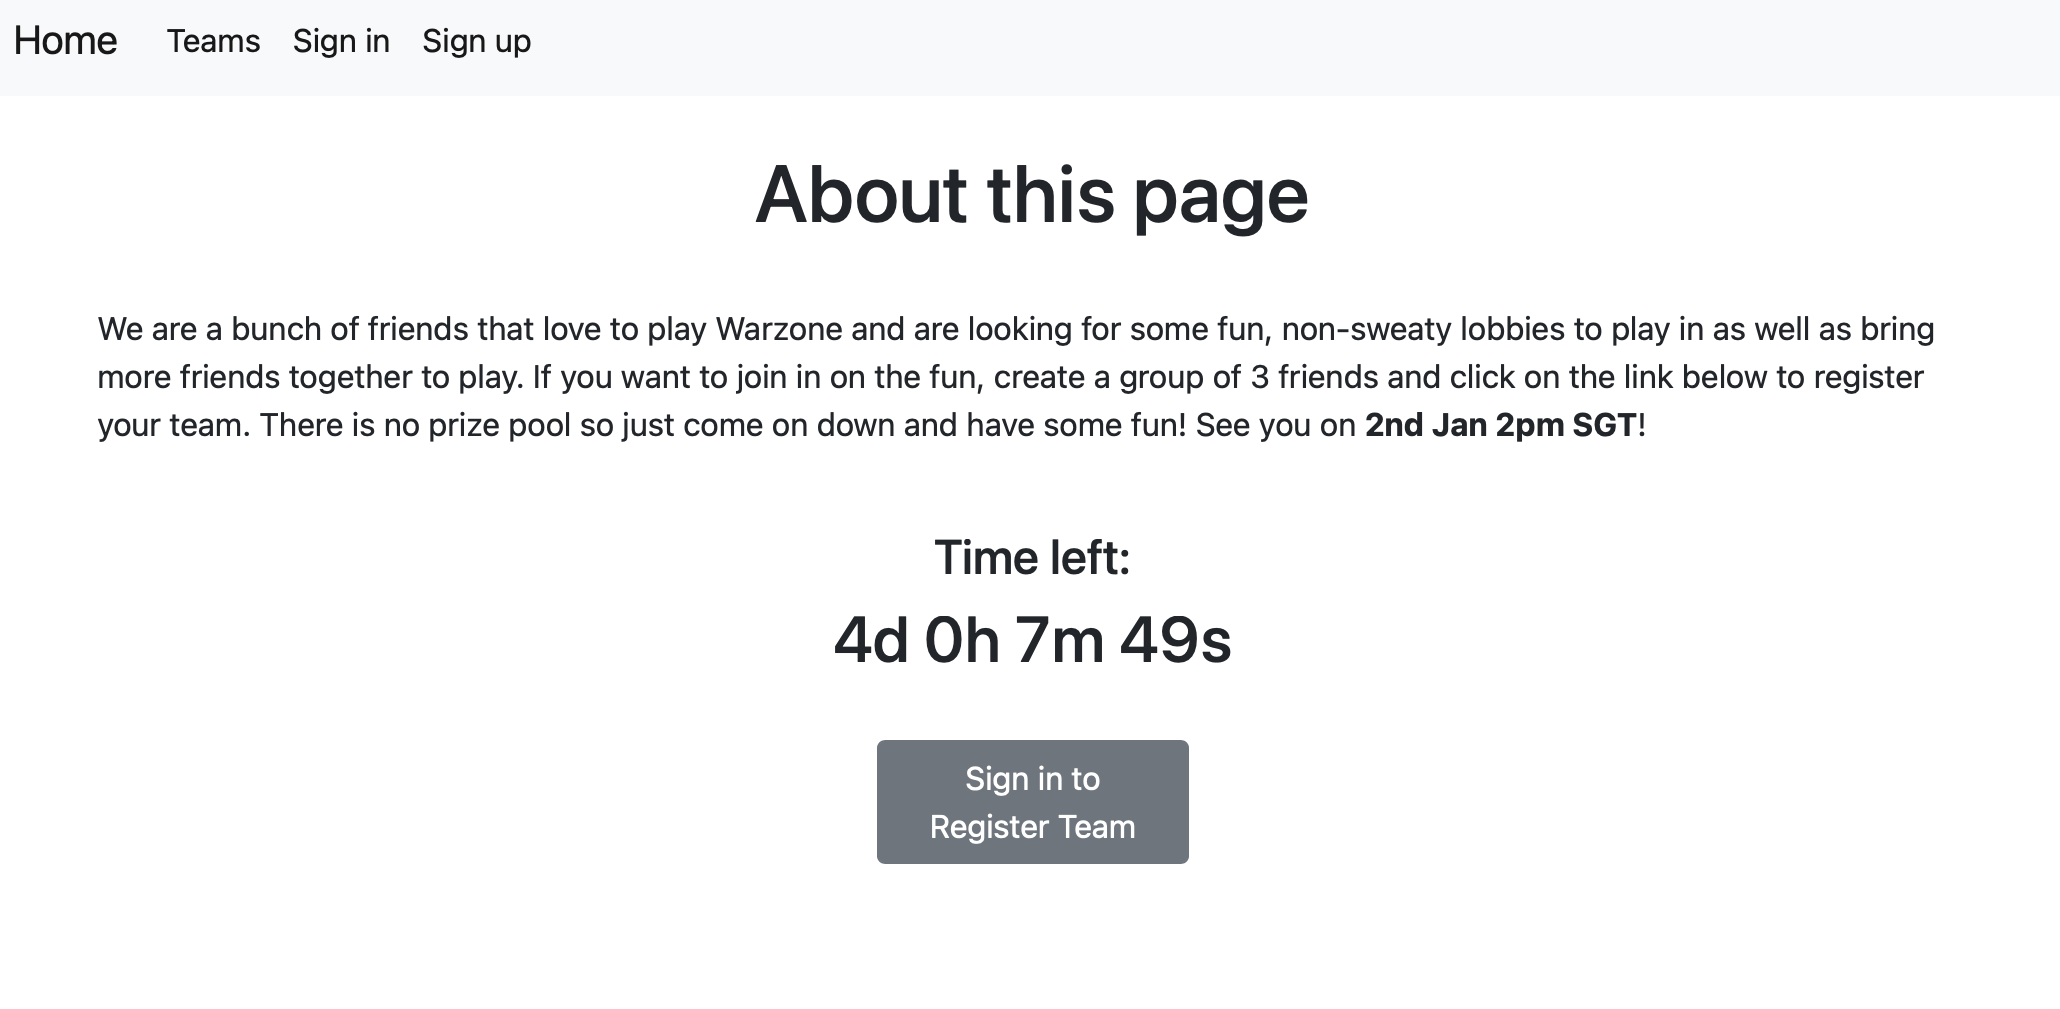 Home Teams Sign in Sign up
About this page
We are a bunch of friends that love to play Warzone and are looking for some fun, non-sweaty lobbies to play in as well as bring
more friends together to play. If you want to join in on the fun, create a group of 3 friends and click on the link below to register
your team. There is no prize pool so just come on down and have some fun! See you on 2nd Jan 2pm SGT!
Time left:
4d 0h 7m 49s
Sign in to
Register Team